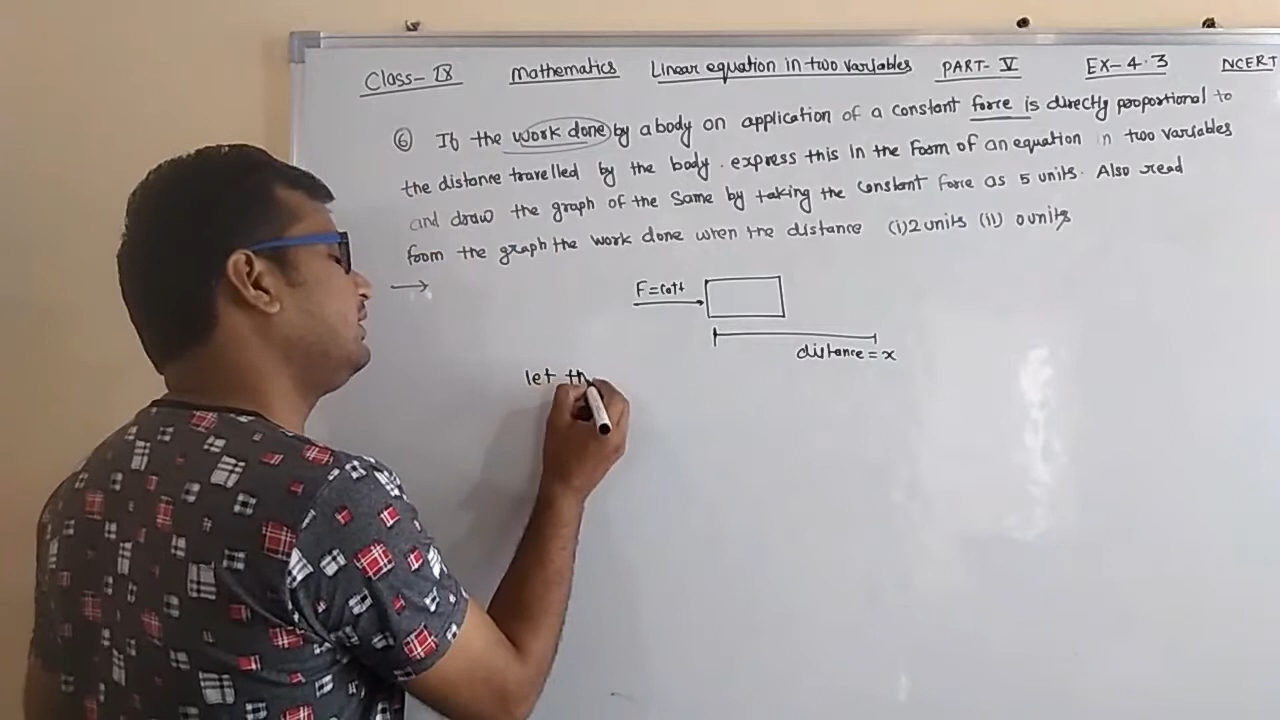 Class-IX Mathematics Linear equation in two variables PART-V EX-4.3 NCERT
⑥ If the work done by a body on application of a constant force is directly proportional to
the distance travelled by the body. express this in the Form of an equation in two variables
and draw the graph of the same by taking the constant force as 5 units. Also read
from the graph the work done when the distance (i) 2 units (ii) 0 units
→ F=
distance = x
let th